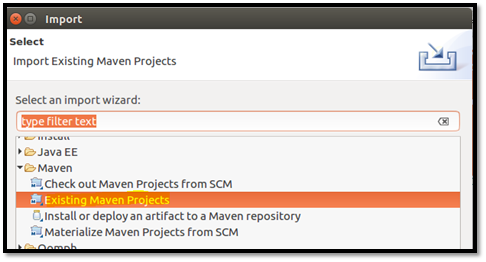 Import
Select
Import Existing Maven Projects
Select an import wizard:
type filter text
Install
Java EE
Maven
Check out Maven Projects from SCM
Existing Maven Projects
Install or deploy an artifact to a Maven repository
Materialize Maven Projects from SCM
Oomph